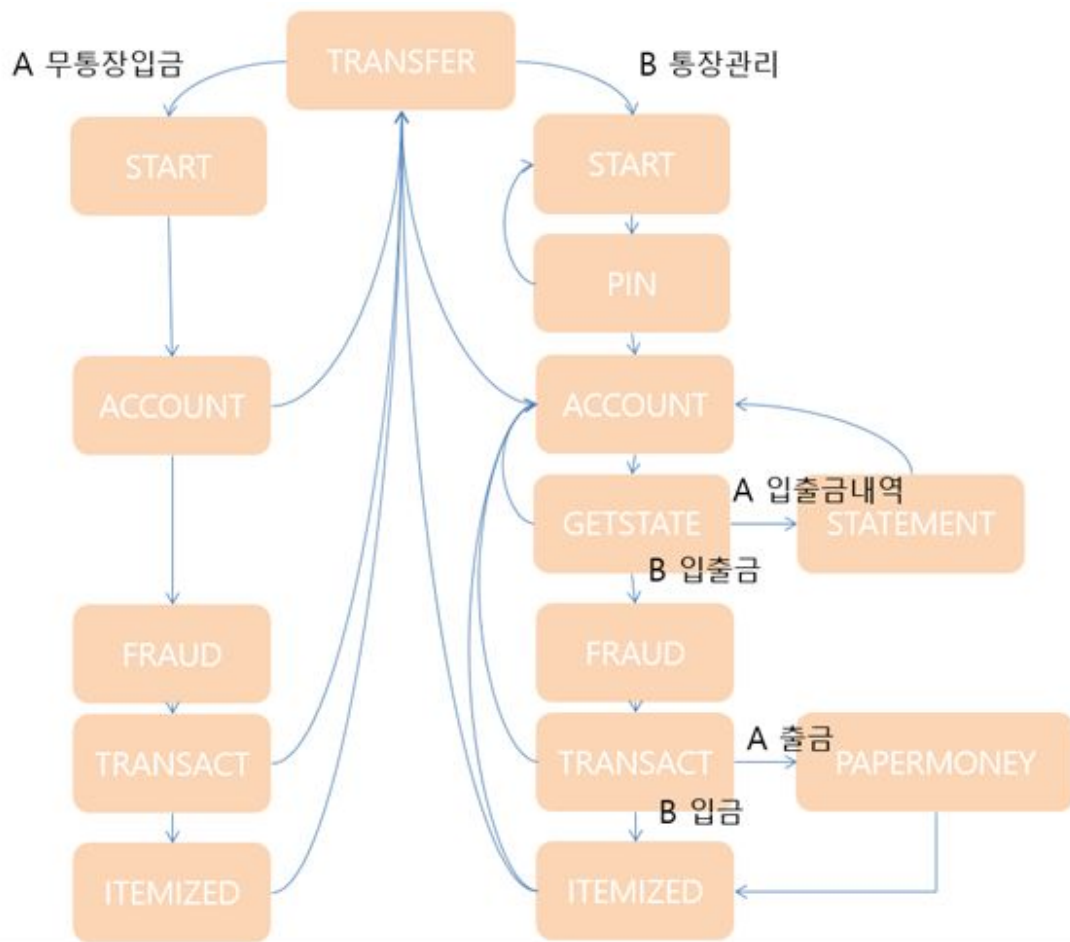 TRANSFER
A 무통장입금
B 통장관리
START
START
PIN
ACCOUNT
ACCOUNT
A 입출금내역
GETSTATE
STATEMENT
B 입출금
FRAUD
FRAUD
A 출금
TRANSACT
TRANSACT
PAPERMONEY
B 입금
ITEMIZED
ITEMIZED